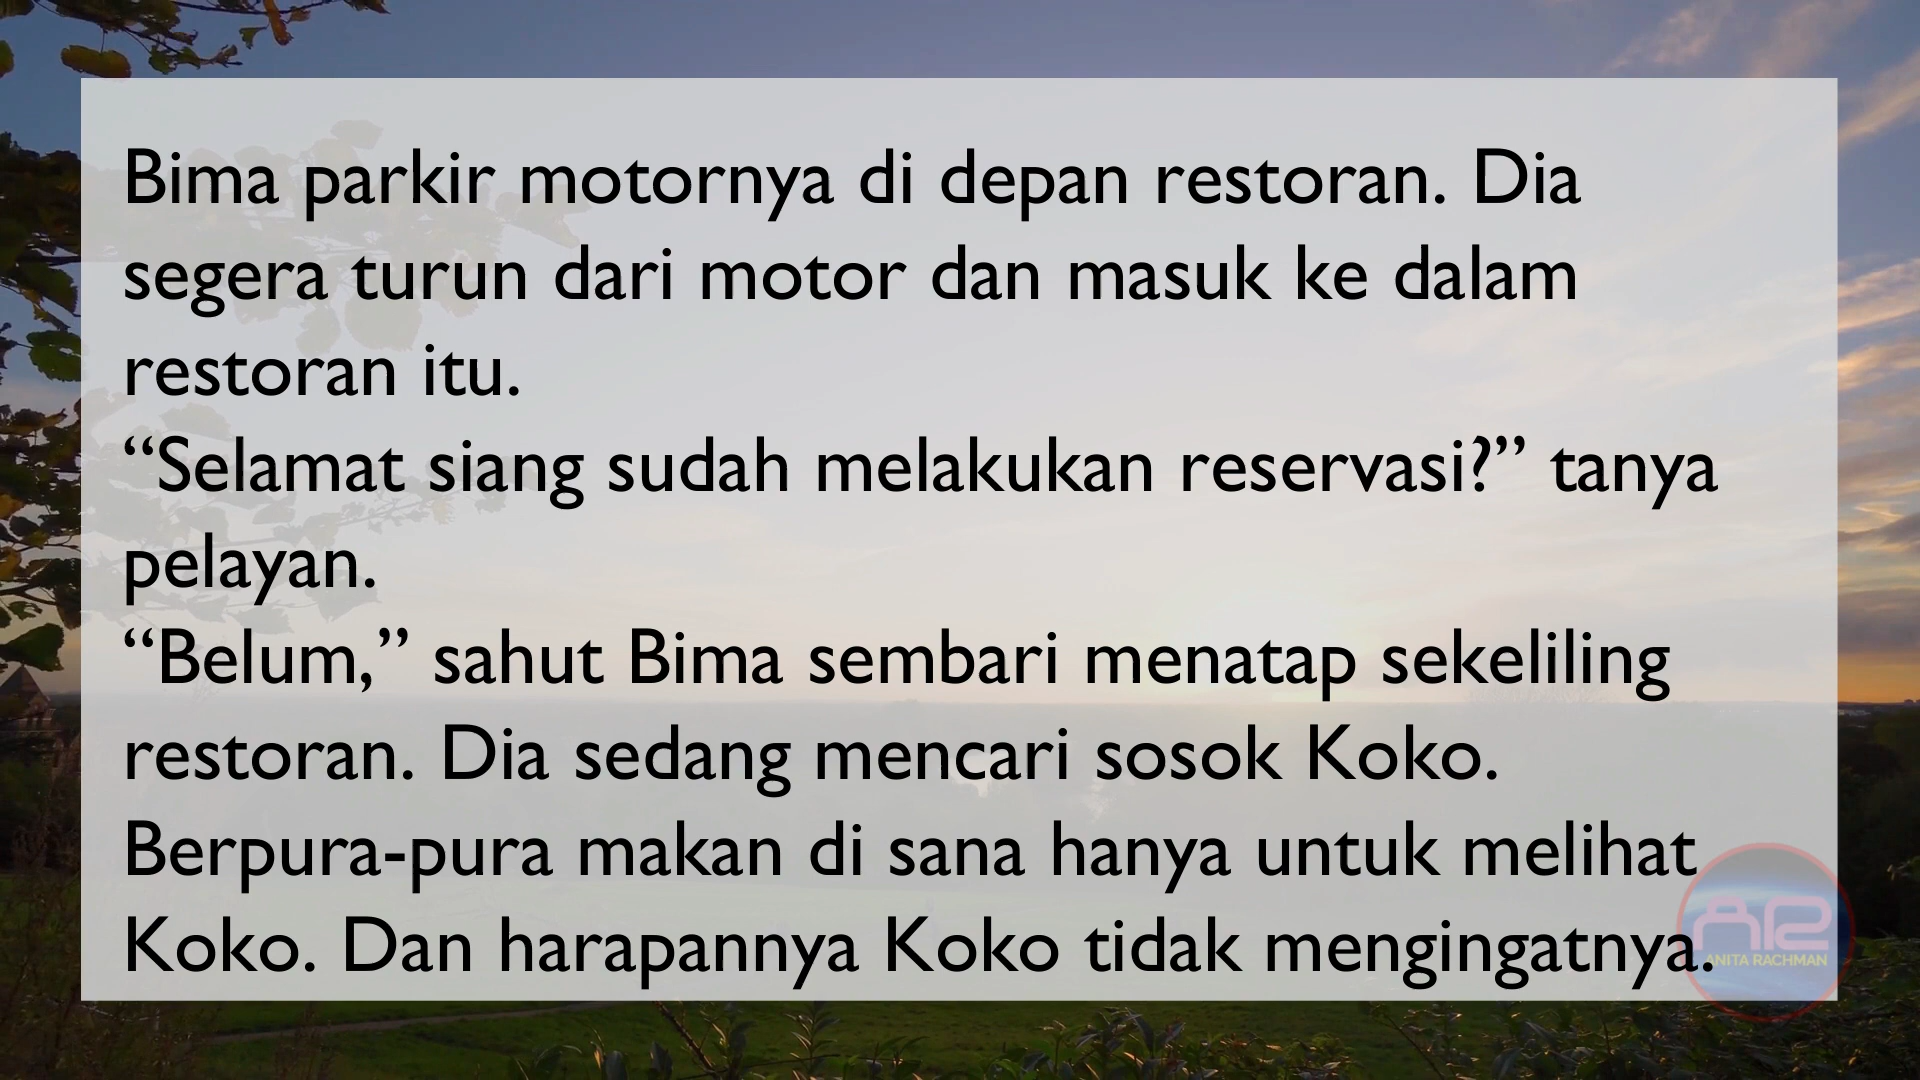 Bima parkir motornya di depan restoran. Dia
segera turun dari motor dan masuk ke dalam
restoran itu.
“Selamat siang sudah melakukan reservasi?” tanya
pelayan.
“Belum,” sahut Bima sembari menatap sekeliling
restoran. Dia sedang mencari sosok Koko.
Berpura-pura makan di sana hanya untuk melihat
Koko. Dan harapannya Koko tidak mengingatnya.
AR
ANITA RACHMAN